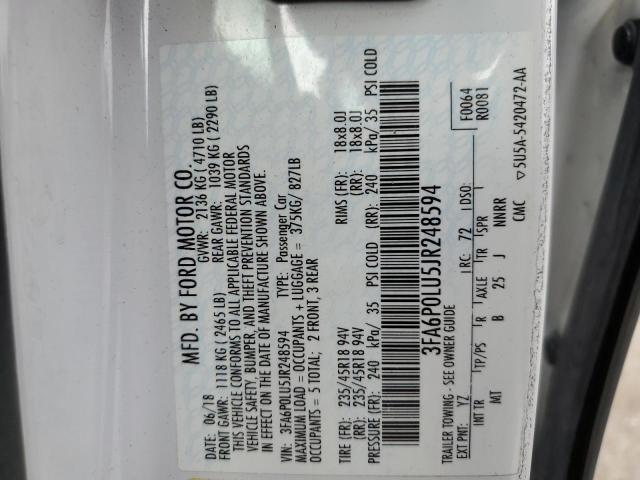 MFD. BY FORD MOTOR CO.
DATE: 06/18 GVWR: 2136 KG ( 4710 LB)
FRONT GAWR: 1118 KG ( 2465 LB) REAR GAWR: 1039 KG ( 2290 LB)
THIS VEHICLE CONFORMS TO ALL APPLICABLE FEDERAL MOTOR
VEHICLE SAFETY, BUMPER, AND THEFT PREVENTION STANDARDS
IN EFFECT ON THE DATE OF MANUFACTURE SHOWN ABOVE.
VIN: 3FA6P0LU5JR248594 TYPE: Passenger Car
MAXIMUM LOAD = OCCUPANTS + LUGGAGE = 375KG/ 827LB
OCCUPANTS = 5 TOTAL; 2 FRONT, 3 REAR
TIRE (FR): 235/45R18 94V RIMS (FR): 18x8.0J
(RR): 235/45R18 94V (RR): 18x8.0J
PRESSURE (FR): 240 kPa/ 35 PSI COLD (RR): 240 kPa/ 35 PSI COLD
3FA6P0LU5JR248594
TRAILER TOWING - SEE OWNER GUIDE
F0064
R0081
EXT PNT: YZ RC: 72 DSO:
INT TR TP/PS R AXLE TR SPR
MT B 25 J NNRR
CMC ▽5U5A-5420472-AA